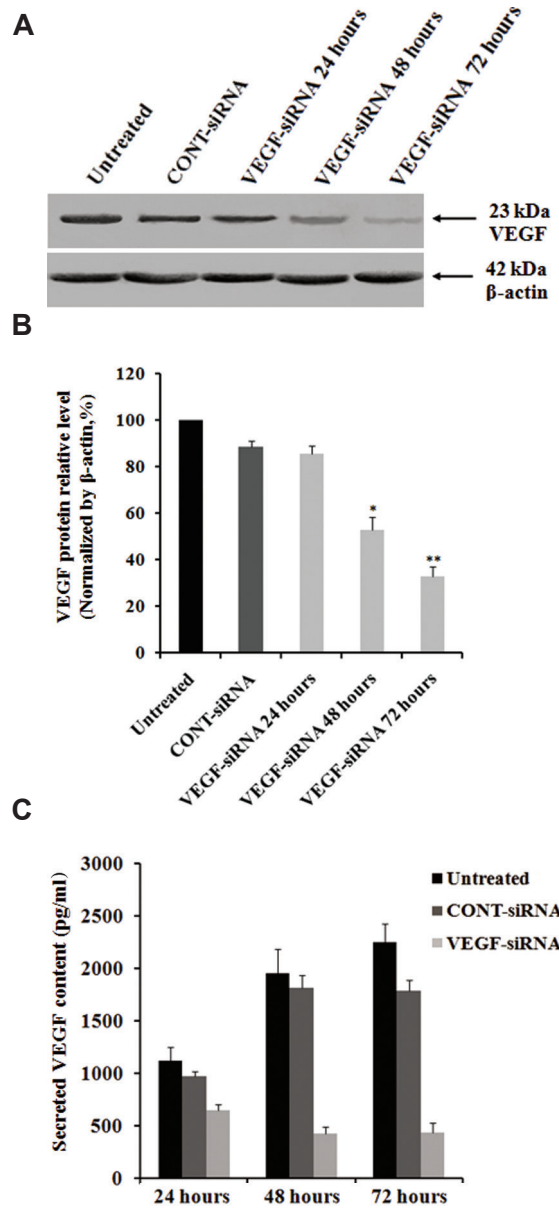 A
Untreated
CONT-siRNA
VEGF-siRNA 24 hours
VEGF-siRNA 48 hours
VEGF-siRNA 72 hours
23 kDa
VEGF
42 kDa
β-actin
B
VEGF protein relative level
(Normalized by β-actin,%)
120
100
80
60
40
20
0
*
**
Untreated
CONT-siRNA
VEGF-siRNA 24 hours
VEGF-siRNA 48 hours
VEGF-siRNA 72 hours
C
Secreted VEGF content (pg/ml)
3000
2500
2000
1500
1000
500
0
Untreated
CONT-siRNA
VEGF-siRNA
24 hours
48 hours
72 hours